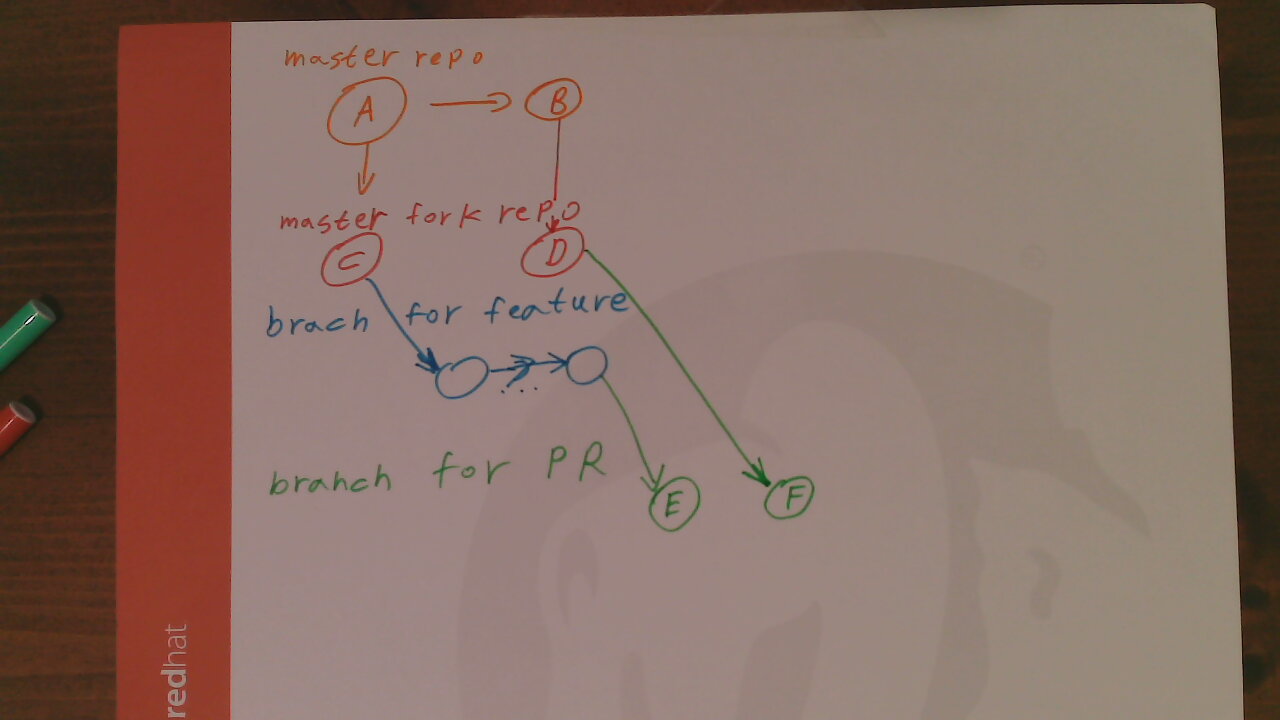 master repo
A B
master fork repo
C D
brach for feature
?
...
branch for PR
E F
redhat